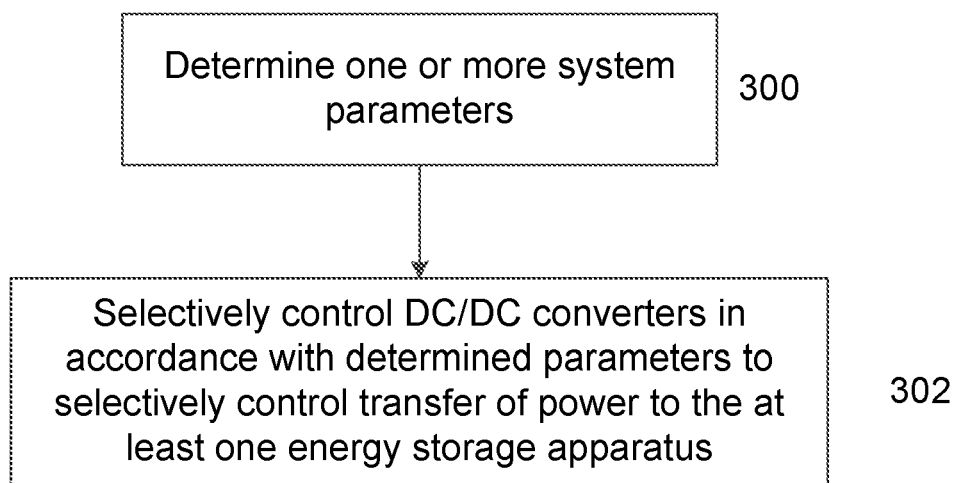 Determine one or more system
parameters
300
Selectively control DC/DC converters in
accordance with determined parameters to
selectively control transfer of power to the at
least one energy storage apparatus
302